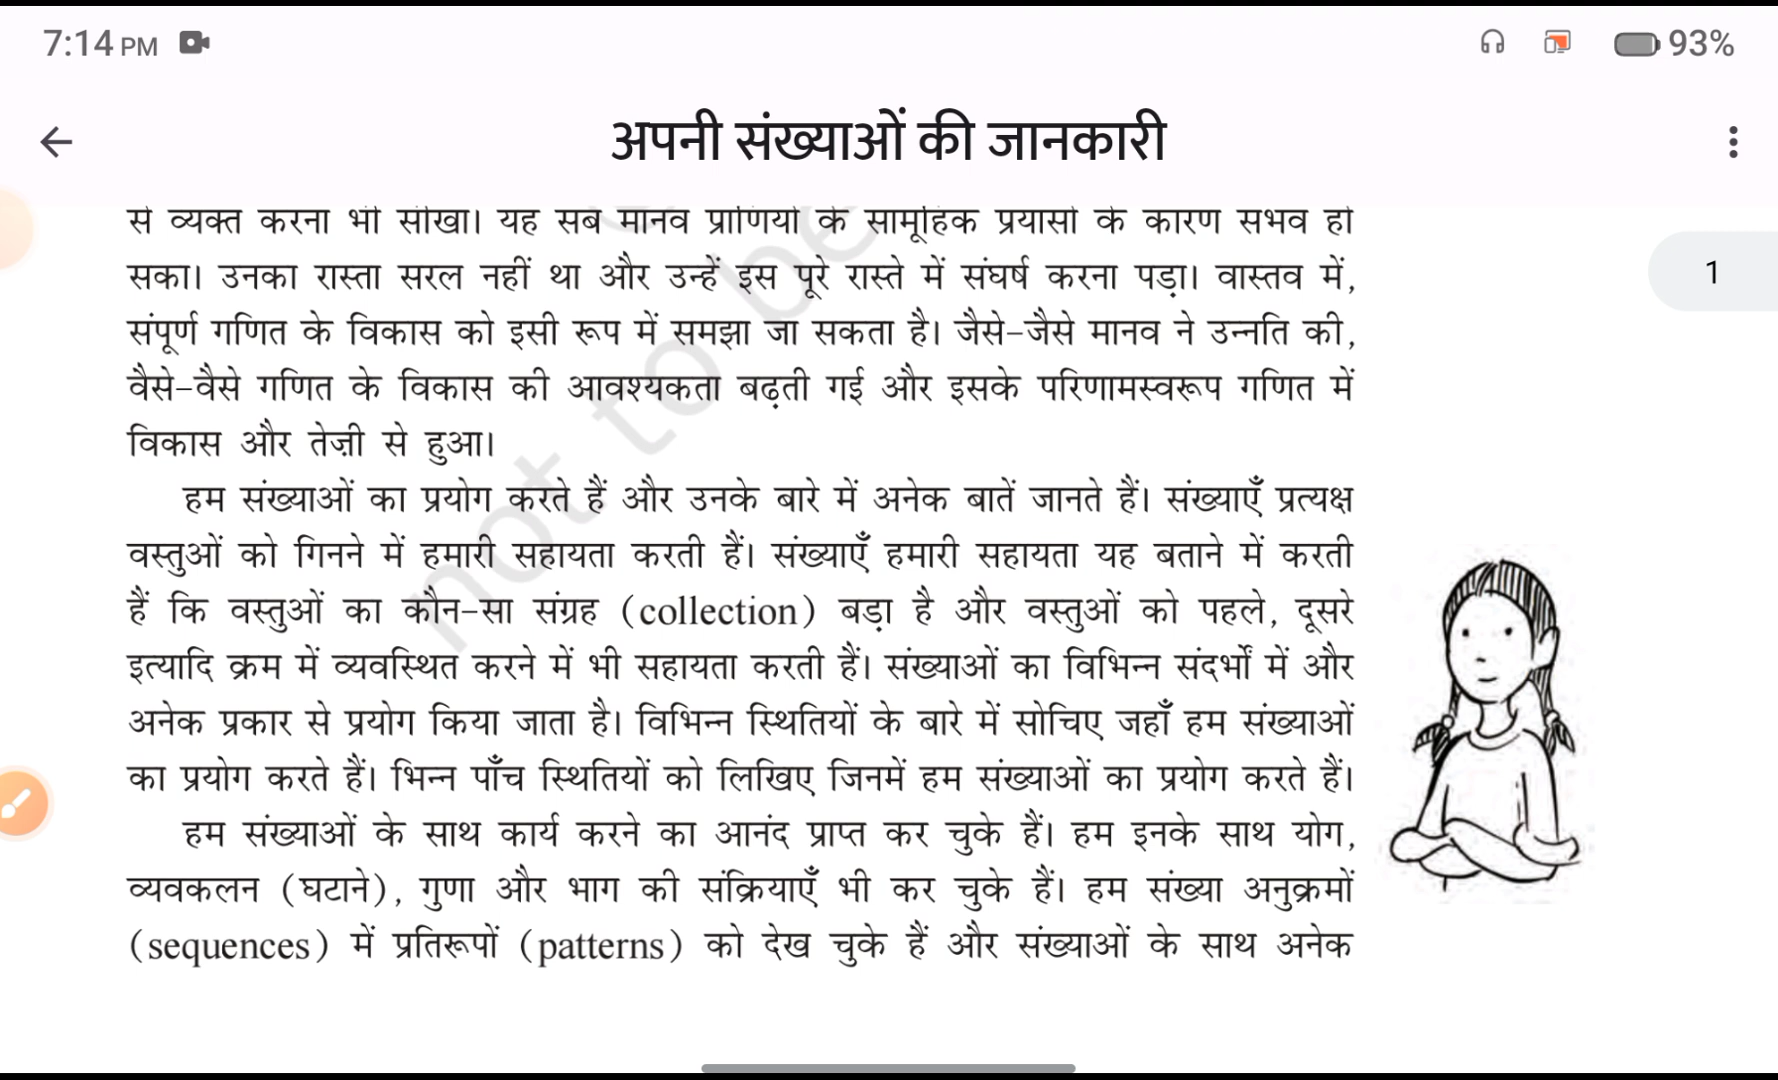 7:14 PM
93%
अपनी संख्याओं की जानकारी
1
से व्यक्त करना भी सीखा। यह सब मानव प्राणियों के सामूहिक प्रयासों के कारण संभव हो
सका। उनका रास्ता सरल नहीं था और उन्हें इस पूरे रास्ते में संघर्ष करना पड़ा। वास्तव में,
संपूर्ण गणित के विकास को इसी रूप में समझा जा सकता है। जैसे-जैसे मानव ने उन्नति की,
वैसे-वैसे गणित के विकास की आवश्यकता बढ़ती गई और इसके परिणामस्वरूप गणित में
विकास और तेज़ी से हुआ।
हम संख्याओं का प्रयोग करते हैं और उनके बारे में अनेक बातें जानते हैं। संख्याएँ प्रत्यक्ष
वस्तुओं को गिनने में हमारी सहायता करती हैं। संख्याएँ हमारी सहायता यह बताने में करती
हैं कि वस्तुओं का कौन-सा संग्रह (collection) बड़ा है और वस्तुओं को पहले, दूसरे
इत्यादि क्रम में व्यवस्थित करने में भी सहायता करती हैं। संख्याओं का विभिन्न संदर्भों में और
अनेक प्रकार से प्रयोग किया जाता है। विभिन्न स्थितियों के बारे में सोचिए जहाँ हम संख्याओं
का प्रयोग करते हैं। भिन्न पाँच स्थितियों को लिखिए जिनमें हम संख्याओं का प्रयोग करते हैं।
हम संख्याओं के साथ कार्य करने का आनंद प्राप्त कर चुके हैं। हम इनके साथ योग,
व्यवकलन (घटाने), गुणा और भाग की संक्रियाएँ भी कर चुके हैं। हम संख्या अनुक्रमों
(sequences) में प्रतिरूपों (patterns) को देख चुके हैं और संख्याओं के साथ अनेक
not to be